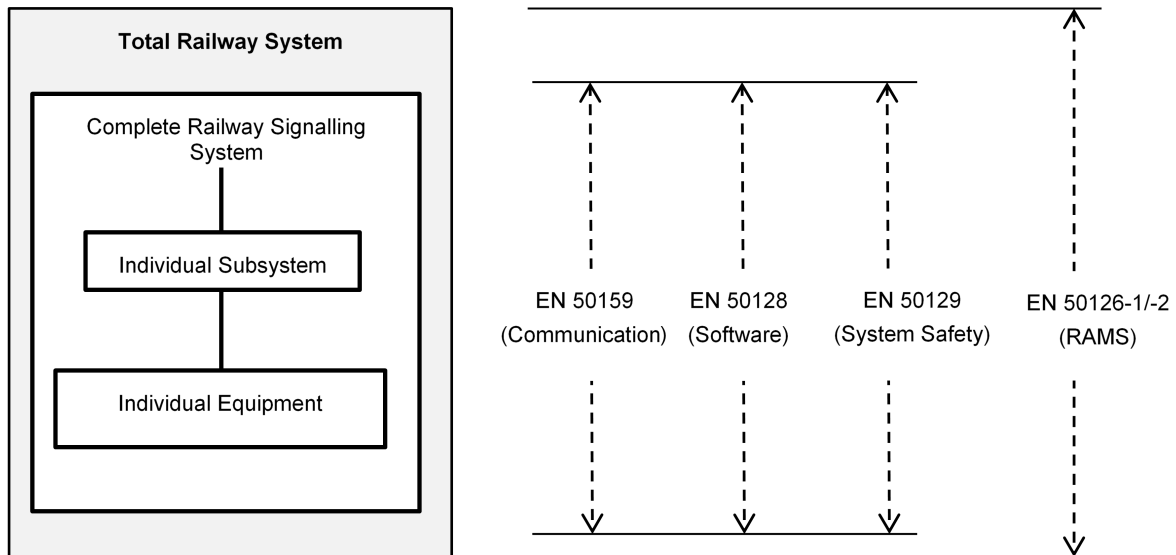 Total Railway System
Complete Railway Signalling
System
Individual Subsystem
Individual Equipment
EN 50159
(Communication)
EN 50128
(Software)
EN 50129
(System Safety)
EN 50126-1/-2
(RAMS)